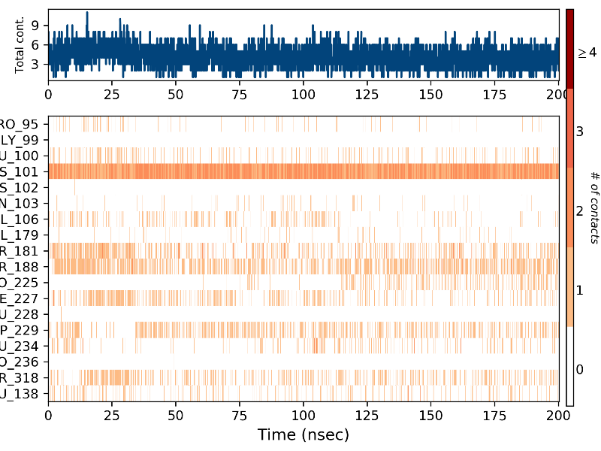 Total cont.
9
6
3
0 25 50 75 100 125 150 175 200
≥4
3
2
1
0
# of contacts
RO_95
LY_99
U_100
S_101
S_102
N_103
L_106
L_179
R_181
R_188
O_225
E_227
U_228
P_229
U_234
O_236
R_318
U_138
0 25 50 75 100 125 150 175 200
Time (nsec)